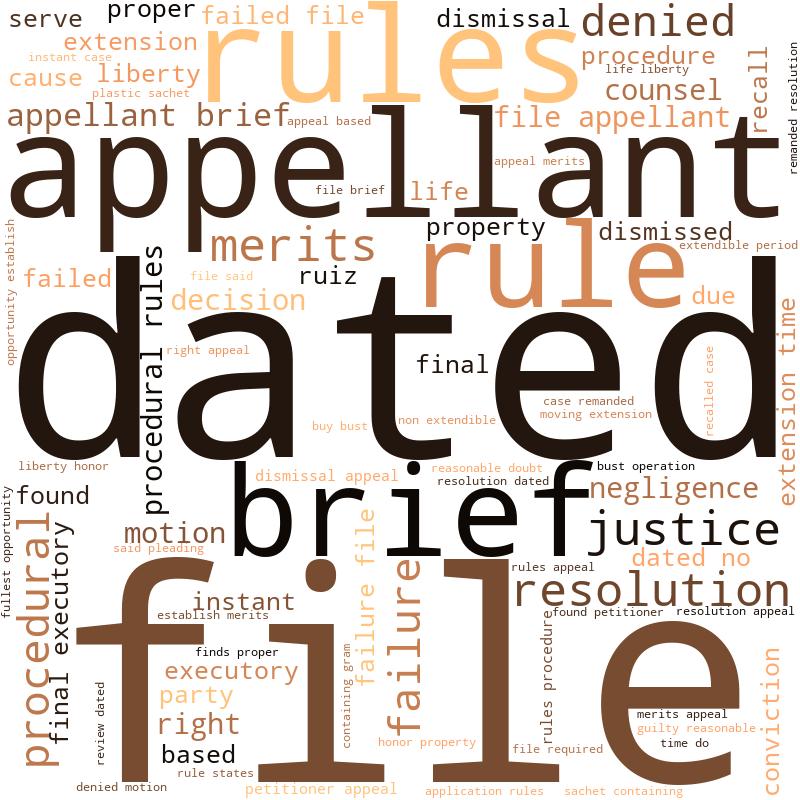 serve
proper
failed file
dismissal
denied
extension
rules
procedure
instant case
life liberty
cause
liberty
plastic sachet
counsel
recall
remanded resolution
appellant brief
appeal based
file appellant
appellant
appeal merits
file brief
life
property
dismissed
merits
rule
extendible period
opportunity establish
failed
file said
ruiz
decision
due
procedural rules
right appeal
final
extension time
dated
recalled case
case remanded
moving extension
non extendible
buy bust
liberty honor
dismissal appeal
reasonable doubt
resolution dated
bust operation
found
brief
negligence
fullest opportunity
motion
justice
said pleading
dated no
procedural
final executory
failure file
failure
rules appeal
resolution
instant
establish merits
found petitioner
resolution appeal
file
finds proper
executory
containing gram
rules procedure
conviction
party
review dated
right
merits appeal
guilty reasonable
honor property
file required
time do
based
rule states
denied motion
petitioner appeal
application rules
sachet containing